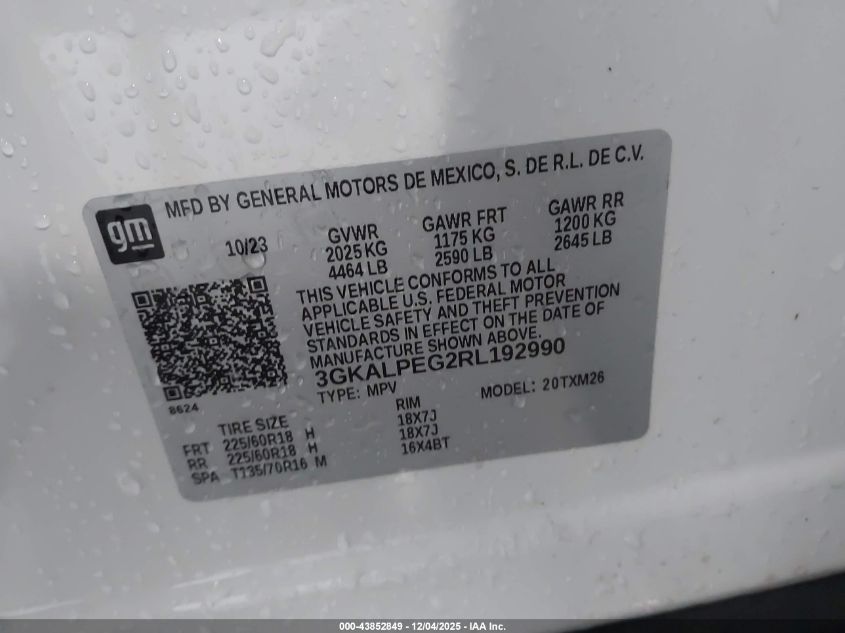 gm
MFD BY GENERAL MOTORS DE MEXICO, S. DE R.L. DE C.V.
10/23
GVWR
2025 KG
4464 LB
GAWR FRT
1175 KG
2590 LB
GAWR RR
1200 KG
2645 LB
THIS VEHICLE CONFORMS TO ALL
APPLICABLE U.S. FEDERAL MOTOR
VEHICLE SAFETY AND THEFT PREVENTION
STANDARDS IN EFFECT ON THE DATE OF
MANUFACTURE SHOWN ABOVE.
3GKALPEG2RL192990
TYPE: MPV MODEL: 20TXM26
8624
TIRE SIZE RIM
FRT 225/60R18 H 18X7J
RR 225/60R18 H 18X7J
SPA T135/70R16 M 16X4BT
000-43852849 - 12/04/2025 - IAA Inc.